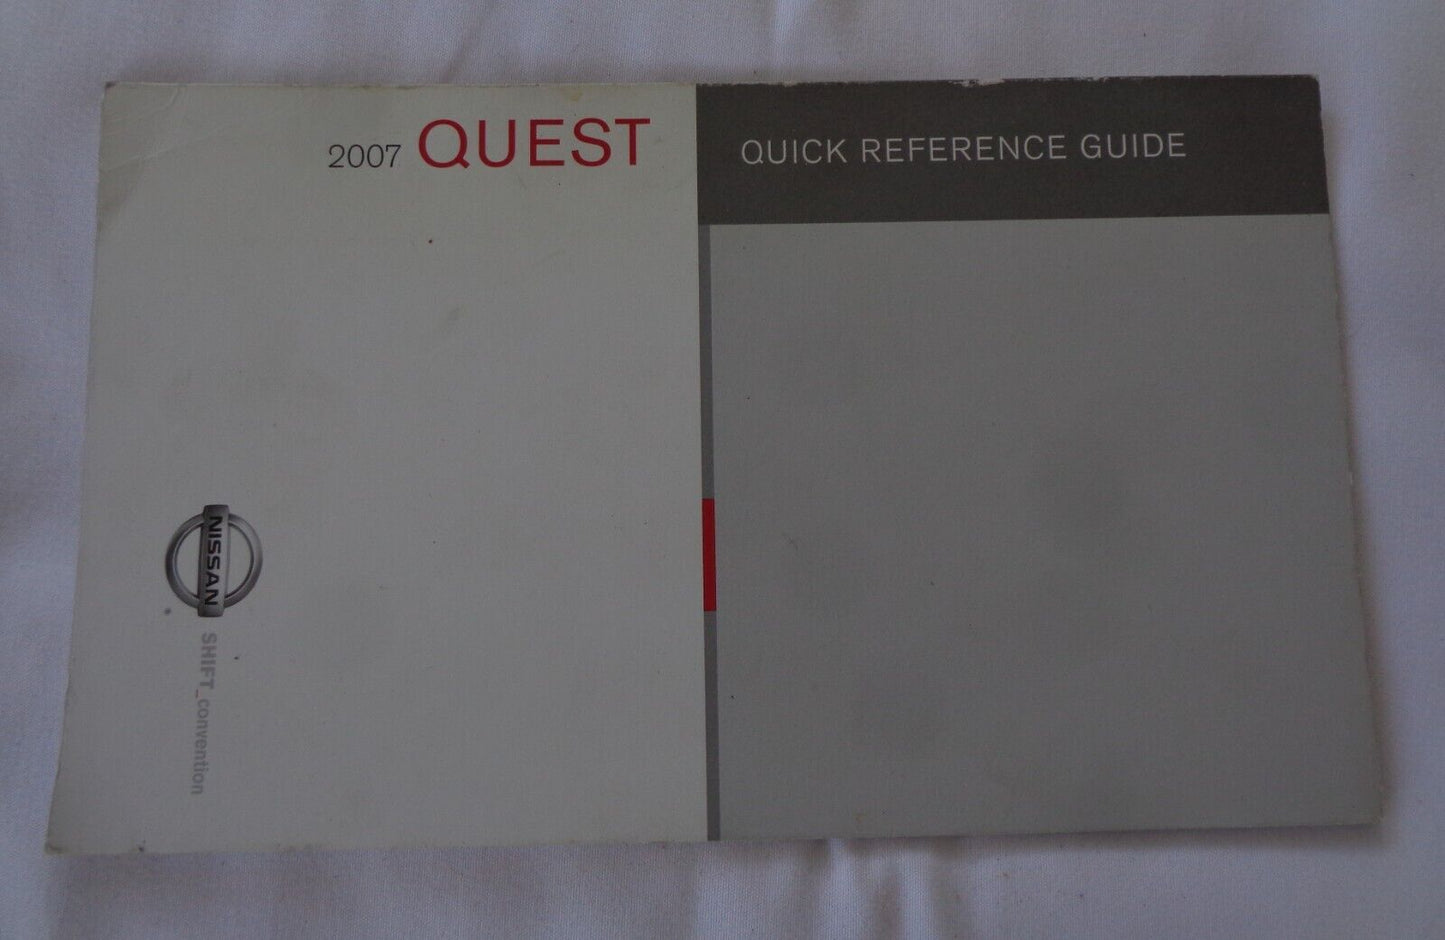 2007 QUEST
QUICK REFERENCE GUIDE
NISSAN
SHIFT_convention